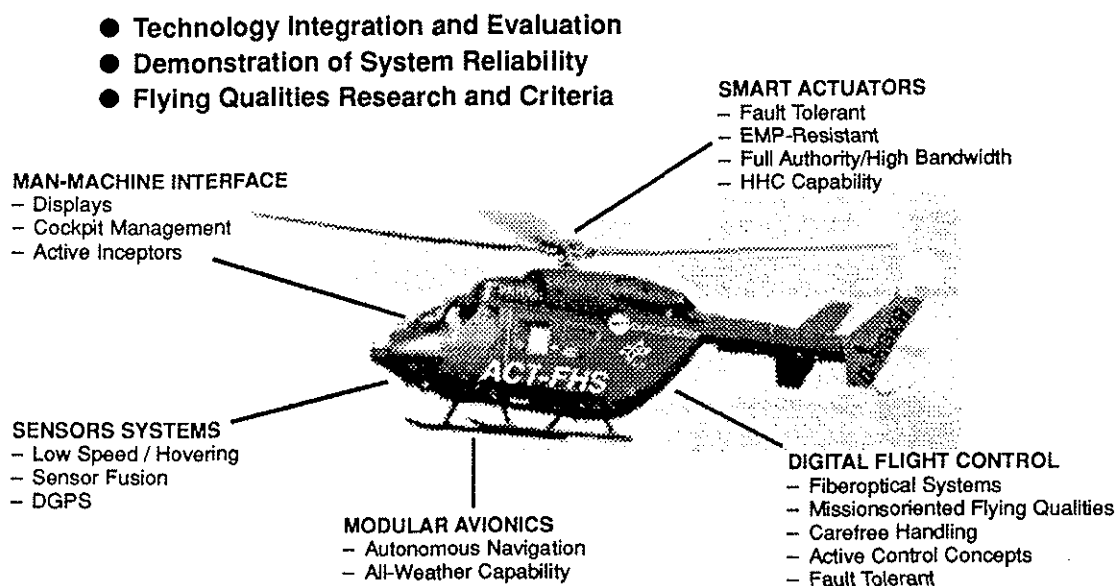 ● Technology Integration and Evaluation
● Demonstration of System Reliability
● Flying Qualities Research and Criteria
SMART ACTUATORS
– Fault Tolerant
– EMP-Resistant
– Full Authority/High Bandwidth
– HHC Capability
MAN-MACHINE INTERFACE
– Displays
– Cockpit Management
– Active Inceptors
ACT-FHS
SENSORS SYSTEMS
– Low Speed / Hovering
– Sensor Fusion
– DGPS
MODULAR AVIONICS
– Autonomous Navigation
– All-Weather Capability
DIGITAL FLIGHT CONTROL
– Fiberoptical Systems
– Missionsoriented Flying Qualities
– Carefree Handling
– Active Control Concepts
– Fault Tolerant